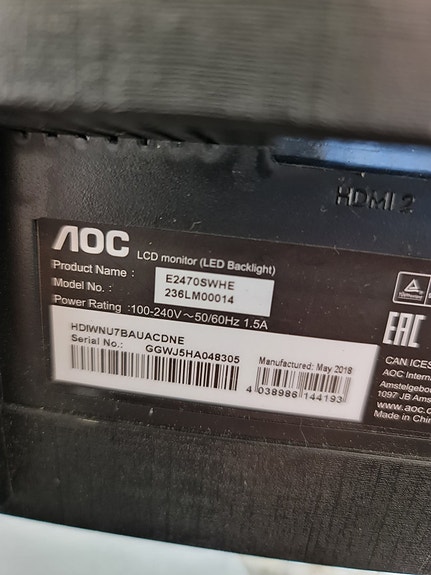 HDMI 2
AOC LCD monitor (LED Backlight)
Product Name : E2470SWHE
Model No. : 236LM00014
Power Rating :100-240V～50/60Hz 1.5A
HDIWNU7BAUACDNE
Serial No.: GGWJ5HA048305
Manufactured: May 2018
4 038986 144193
EAC
CAN ICES
AOC Intern
Amstelgebou
1097 JB Ams
www.aoc.c
Made in Chin